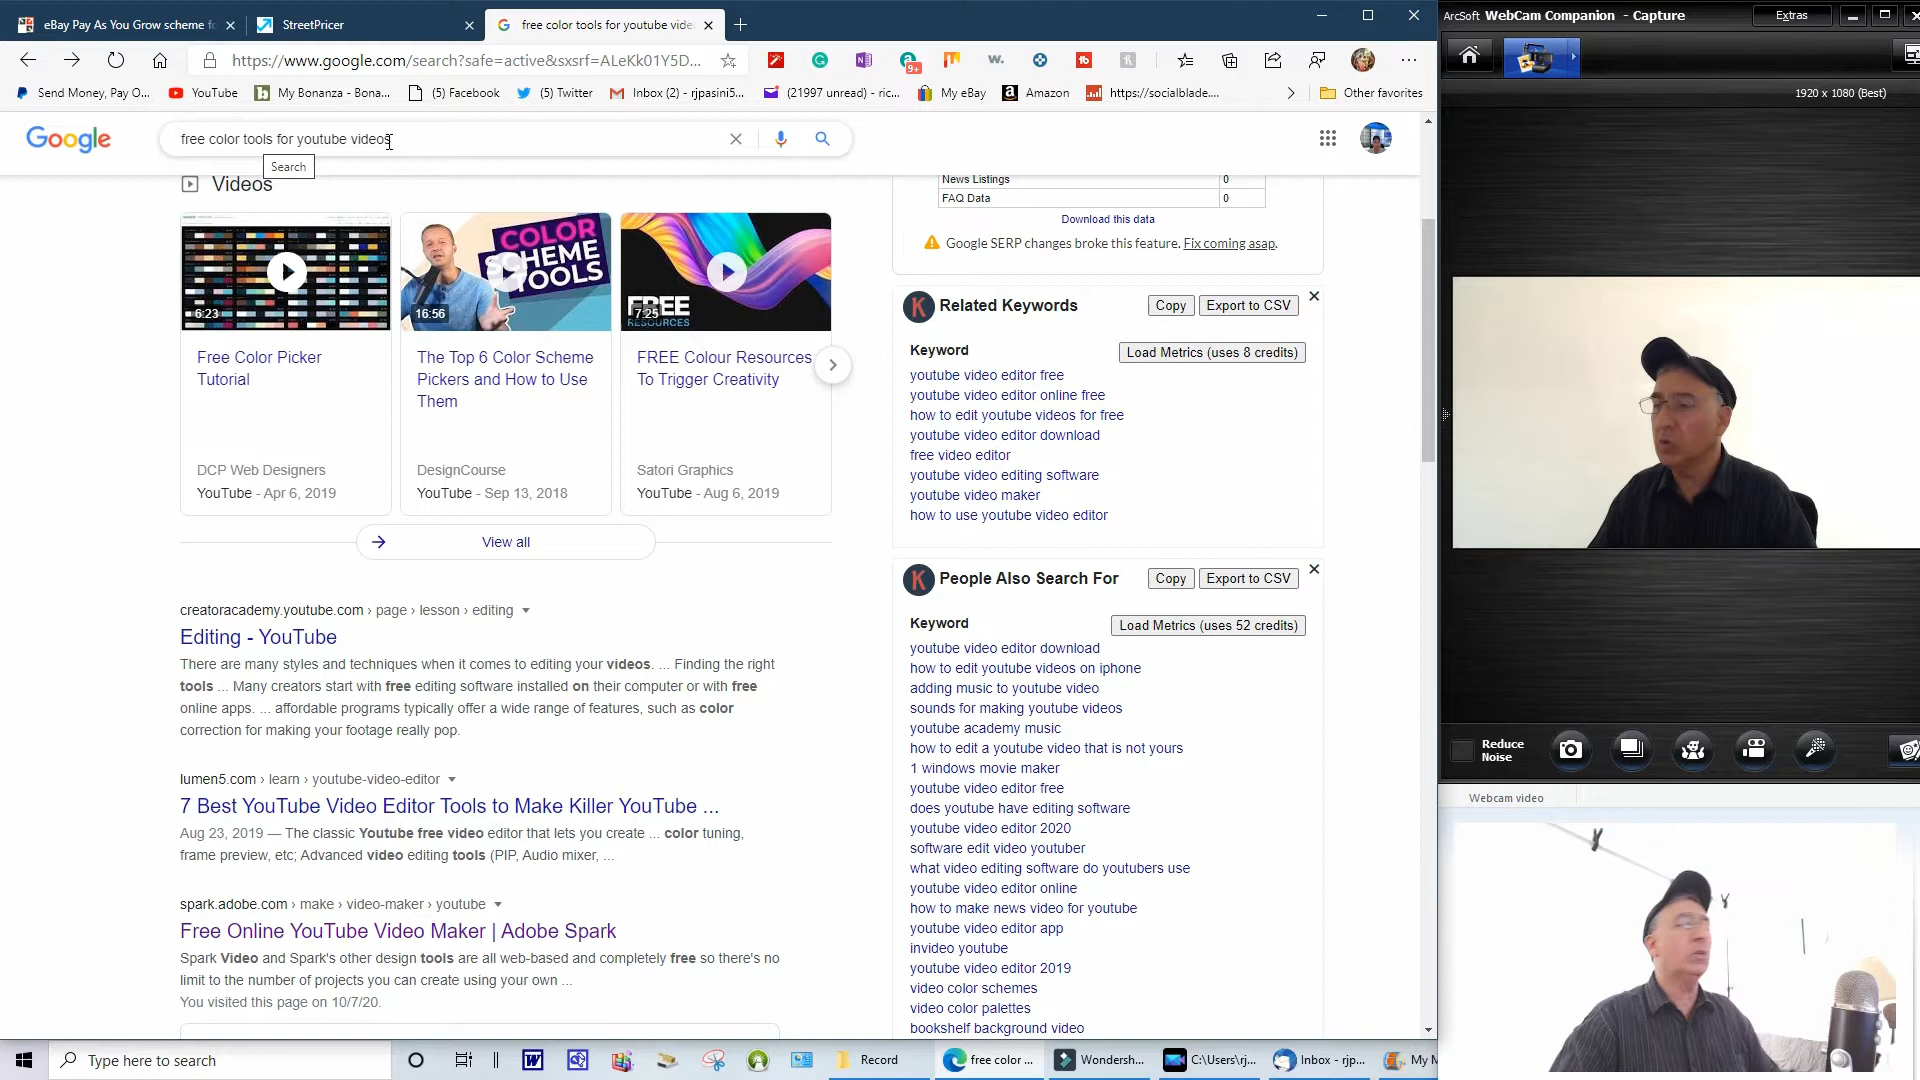 eBay Pay As You Grow scheme fo
StreetPricer
free color tools for youtube vide
ArcSoft WebCam Companion - Capture
Extras
https://www.google.com/search?safe=active&sxsrf=ALeKk01Y5D...
9+
Send Money, Pay O...
YouTube
My Bonanza - Bona...
(5) Facebook
(5) Twitter
Inbox (2) - rjpasini5...
(21997 unread) - ric...
My eBay
Amazon
https://socialblade....
Other favorites
1920 x 1080 (Best)
Google
free color tools for youtube videos
Search
Videos
6:23
COLOR
SCHEME
TOOLS
16:56
FREE
RESOURCES
7:25
Free Color Picker
Tutorial
DCP Web Designers
YouTube - Apr 6, 2019
The Top 6 Color Scheme
Pickers and How to Use
Them
DesignCourse
YouTube - Sep 13, 2018
FREE Colour Resources
To Trigger Creativity
Satori Graphics
YouTube - Aug 6, 2019
View all
creatoracademy.youtube.com › page › lesson › editing
Editing - YouTube
There are many styles and techniques when it comes to editing your videos. ... Finding the right
tools ... Many creators start with free editing software installed on their computer or with free
online apps. ... affordable programs typically offer a wide range of features, such as color
correction for making your footage really pop.
lumen5.com › learn › youtube-video-editor
7 Best YouTube Video Editor Tools to Make Killer YouTube ...
Aug 23, 2019 — The classic Youtube free video editor that lets you create ... color tuning,
frame preview, etc; Advanced video editing tools (PIP, Audio mixer, ...
spark.adobe.com › make › video-maker › youtube
Free Online YouTube Video Maker | Adobe Spark
Spark Video and Spark's other design tools are all web-based and completely free so there's no
limit to the number of projects you can create using your own ...
You visited this page on 10/7/20.
News Listings 0
FAQ Data 0
Download this data
Google SERP changes broke this feature. Fix coming asap.
K Related Keywords
Copy
Export to CSV
Keyword
Load Metrics (uses 8 credits)
youtube video editor free
youtube video editor online free
how to edit youtube videos for free
youtube video editor download
free video editor
youtube video editing software
youtube video maker
how to use youtube video editor
K People Also Search For
Copy
Export to CSV
Keyword
Load Metrics (uses 52 credits)
youtube video editor download
how to edit youtube videos on iphone
adding music to youtube video
sounds for making youtube videos
youtube academy music
how to edit a youtube video that is not yours
1 windows movie maker
youtube video editor free
does youtube have editing software
youtube video editor 2020
software edit video youtuber
what video editing software do youtubers use
youtube video editor online
how to make news video for youtube
youtube video editor app
invideo youtube
youtube video editor 2019
video color schemes
video color palettes
bookshelf background video
Reduce
Noise
Webcam video
Type here to search
Record
free color ...
Wondersh...
C:\Users\rj...
Inbox - rjp...
My M